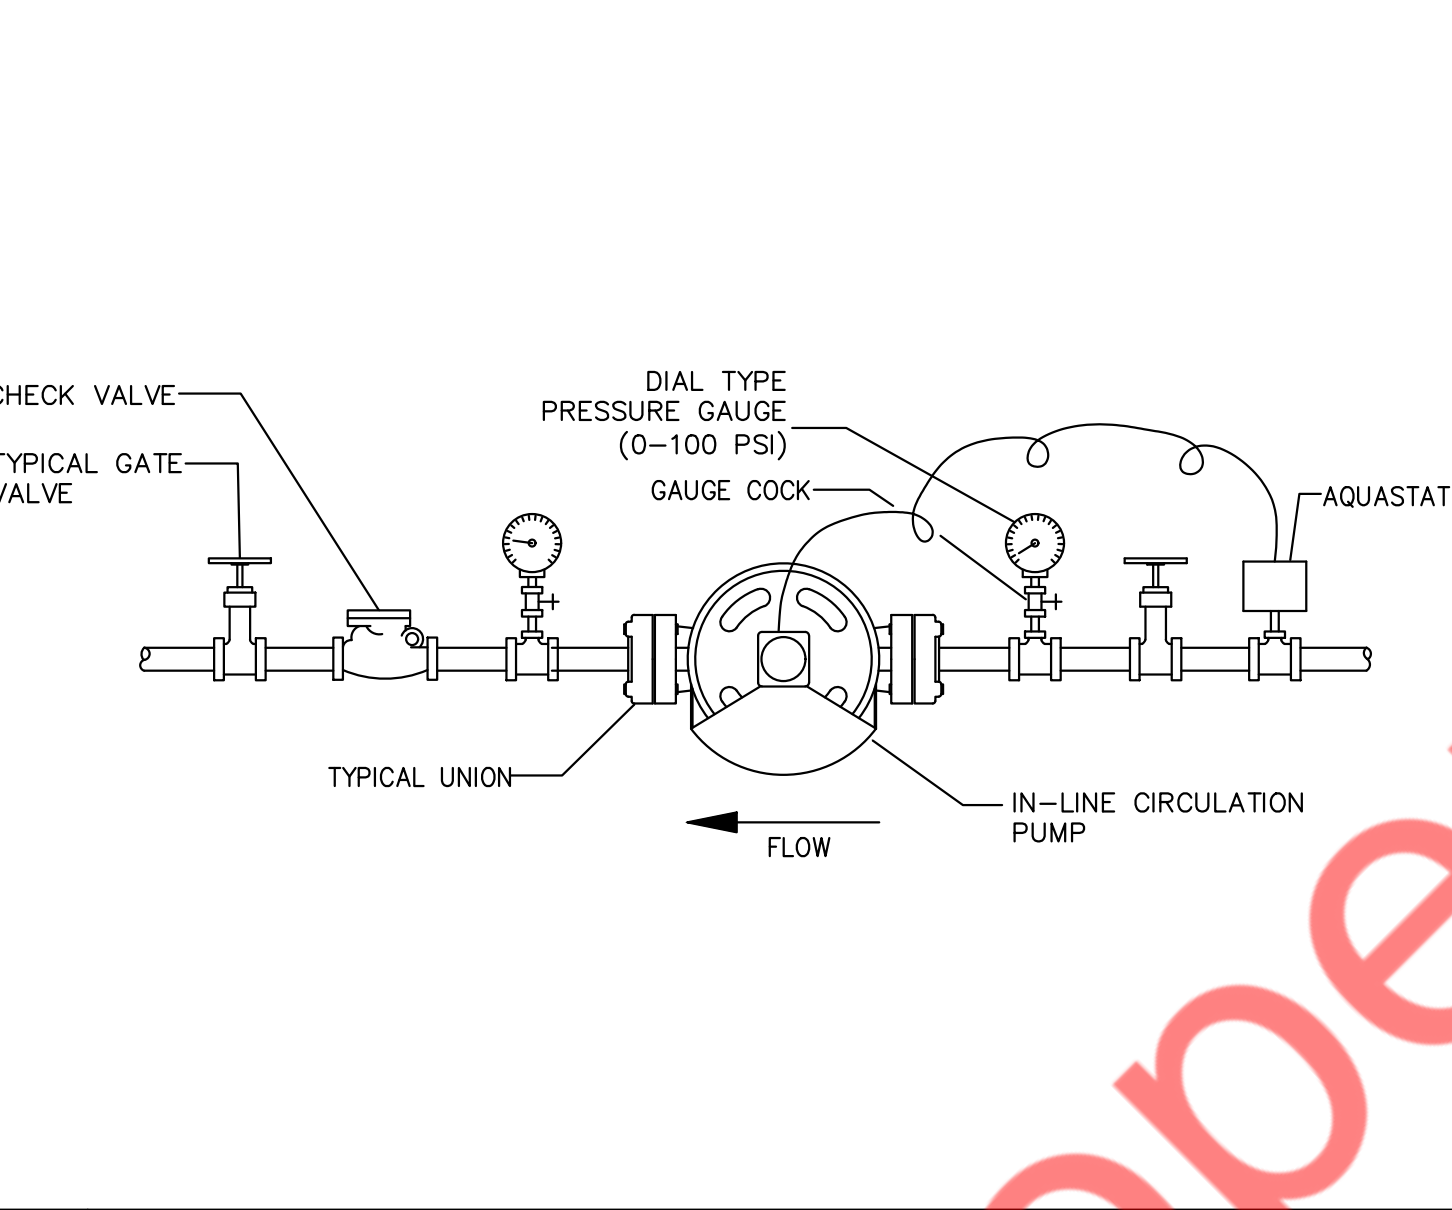 DIAL TYPE
PRESSURE GAUGE
(0-100 PSI)
CHECK VALVE
TYPICAL GATE
VALVE
GAUGE COCK
AQUASTAT
TYPICAL UNION
IN-LINE CIRCULATION
PUMP
FLOW
pe